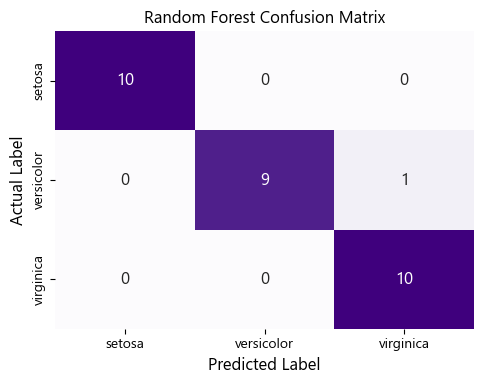 Random Forest Confusion Matrix
Actual Label
setosa
10 0 0
versicolor
0 9 1
virginica
0 0 10
setosa versicolor virginica
Predicted Label